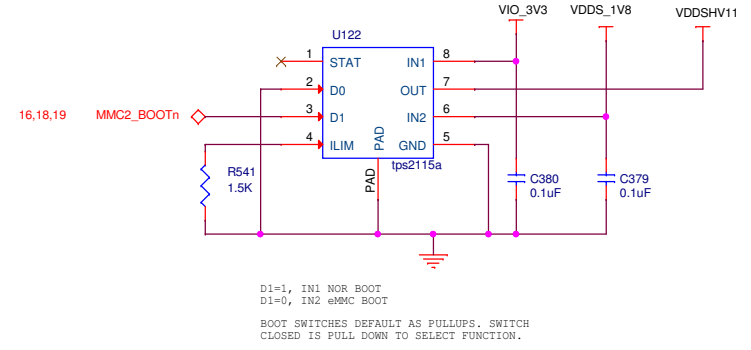 VIO_3V3 VDDS_1V8 VDDSHV11
U122
1 STAT IN1 8
2 D0 OUT 7
16,18,19 MMC2_BOOTn 3 D1 IN2 6
4 ILIM PAD GND 5
tps2115a
PAD
R541
1.5K
C380
0.1uF
C379
0.1uF
D1=1, IN1 NOR BOOT
D1=0, IN2 eMMC BOOT
BOOT SWITCHES DEFAULT AS PULLUPS. SWITCH
CLOSED IS PULL DOWN TO SELECT FUNCTION.